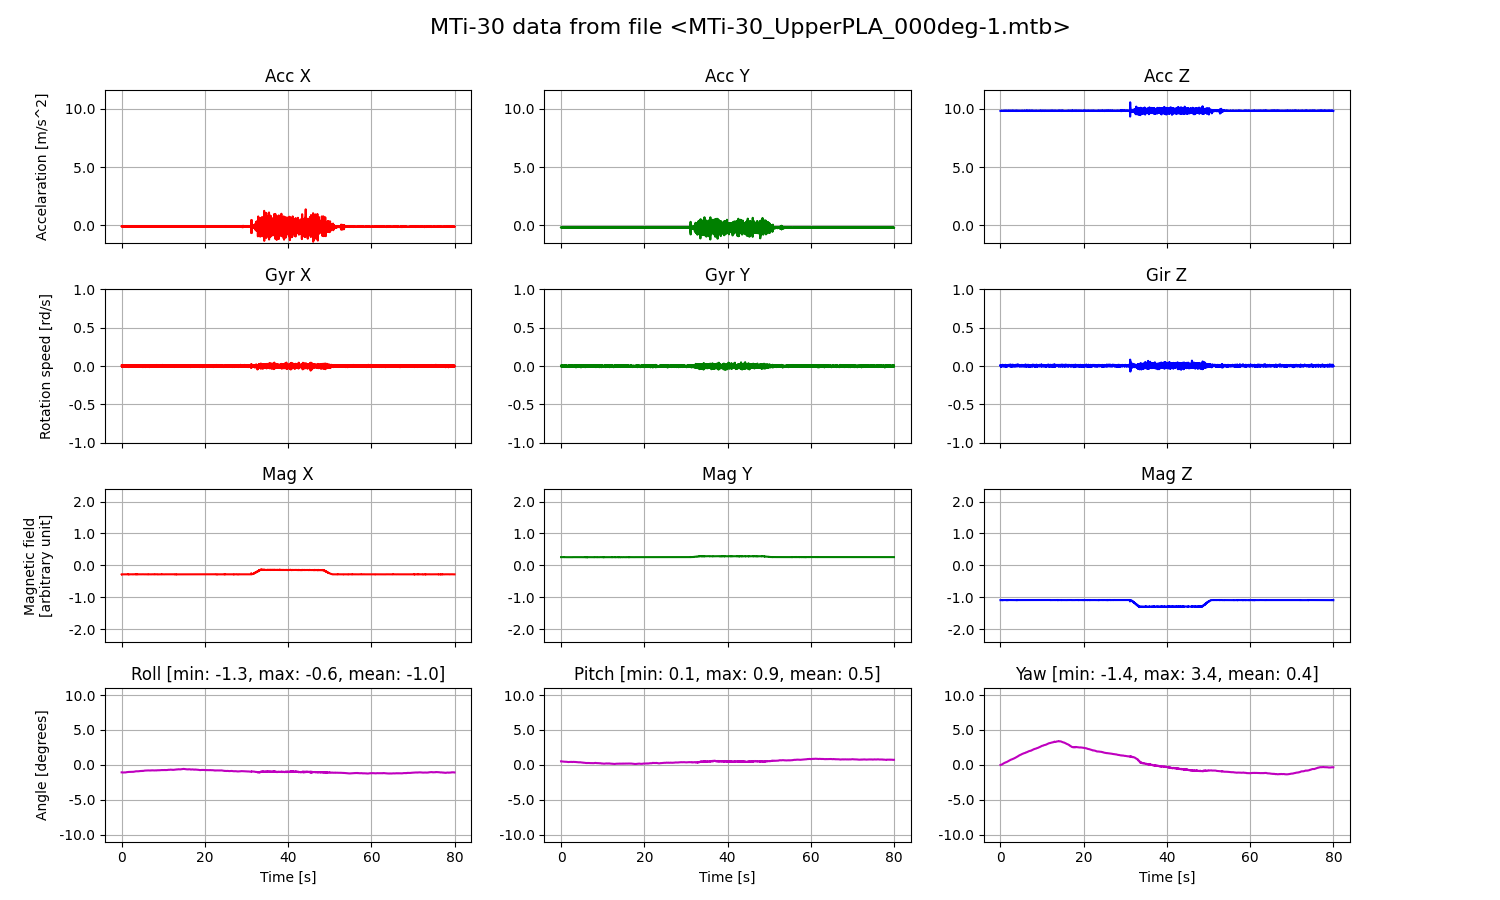 MTi-30 data from file <MTi-30_UpperPLA_000deg-1.mtb>
Acc X
Acc Y
Acc Z
Accelaration [m/s^2]
10.0
5.0
0.0
10.0
5.0
0.0
10.0
5.0
0.0
Gyr X
Gyr Y
Gir Z
Rotation speed [rd/s]
1.0
0.5
0.0
-0.5
-1.0
1.0
0.5
0.0
-0.5
-1.0
1.0
0.5
0.0
-0.5
-1.0
Mag X
Mag Y
Mag Z
Magnetic field
[arbitrary unit]
2.0
1.0
0.0
-1.0
-2.0
2.0
1.0
0.0
-1.0
-2.0
2.0
1.0
0.0
-1.0
-2.0
Roll [min: -1.3, max: -0.6, mean: -1.0]
Pitch [min: 0.1, max: 0.9, mean: 0.5]
Yaw [min: -1.4, max: 3.4, mean: 0.4]
Angle [degrees]
10.0
5.0
0.0
-5.0
-10.0
10.0
5.0
0.0
-5.0
-10.0
10.0
5.0
0.0
-5.0
-10.0
0 20 40 60 80
0 20 40 60 80
0 20 40 60 80
Time [s]
Time [s]
Time [s]